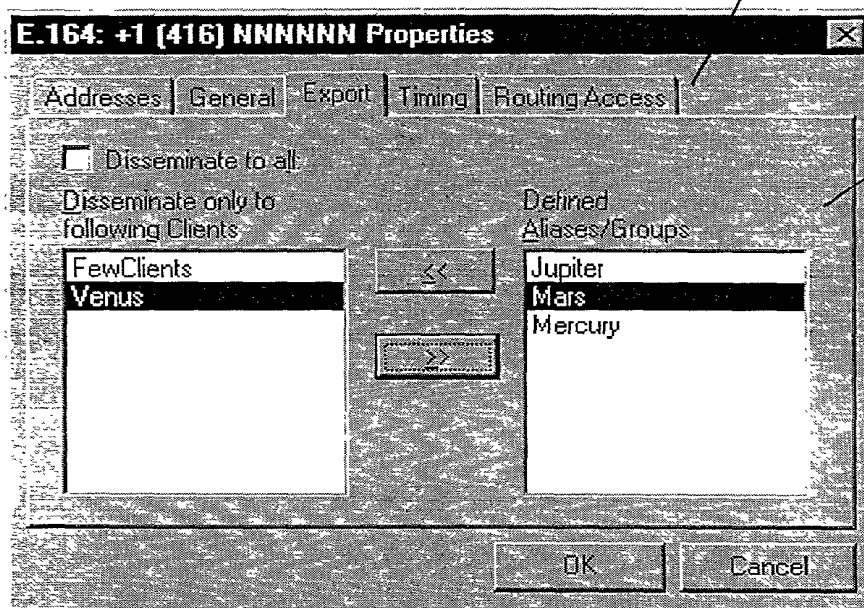 E.164: +1 (416) NNNNNN Properties
Addresses General Export Timing Routing Access
Disseminate to all:
Disseminate only to
following Clients
Defined
Aliases/Groups
FewClients
Venus
<<
>>
Jupiter
Mars
Mercury
OK Cancel